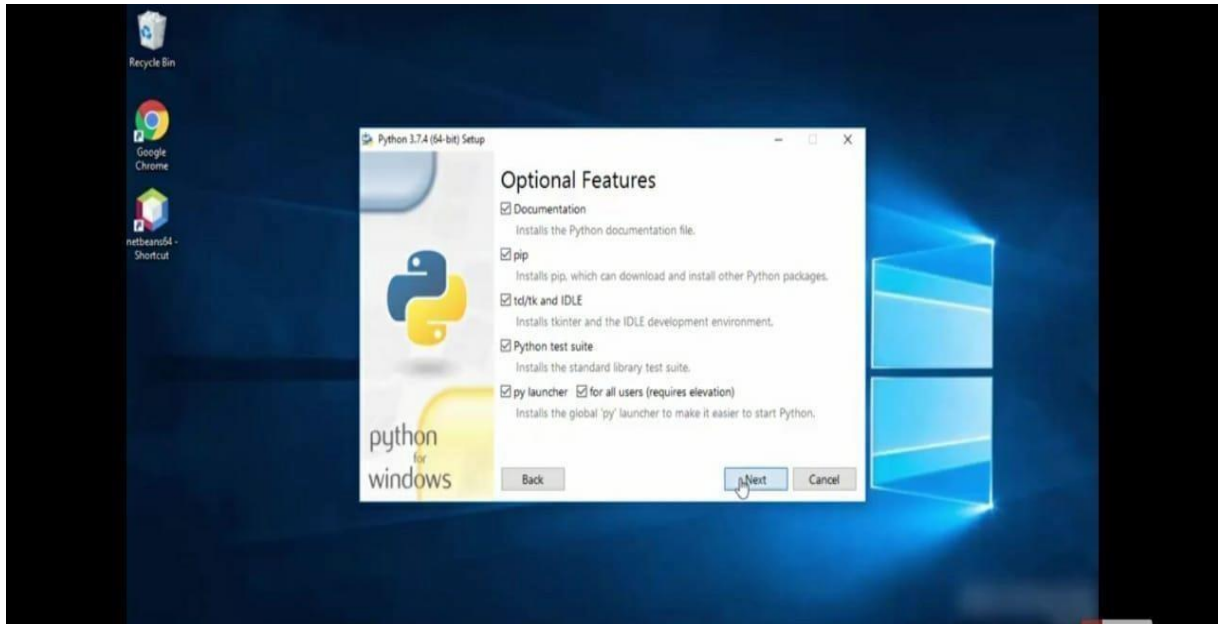 Recycle Bin
Google
Chrome
netbeans64 -
Shortcut
Python 3.7.4 (64-bit) Setup
Optional Features
Documentation
Installs the Python documentation file.
pip
Installs pip, which can download and install other Python packages.
tcl/tk and IDLE
Installs tkinter and the IDLE development environment.
Python test suite
Installs the standard library test suite.
py launcher for all users (requires elevation)
Installs the global 'py' launcher to make it easier to start Python.
python
for
windows
Back Next Cancel